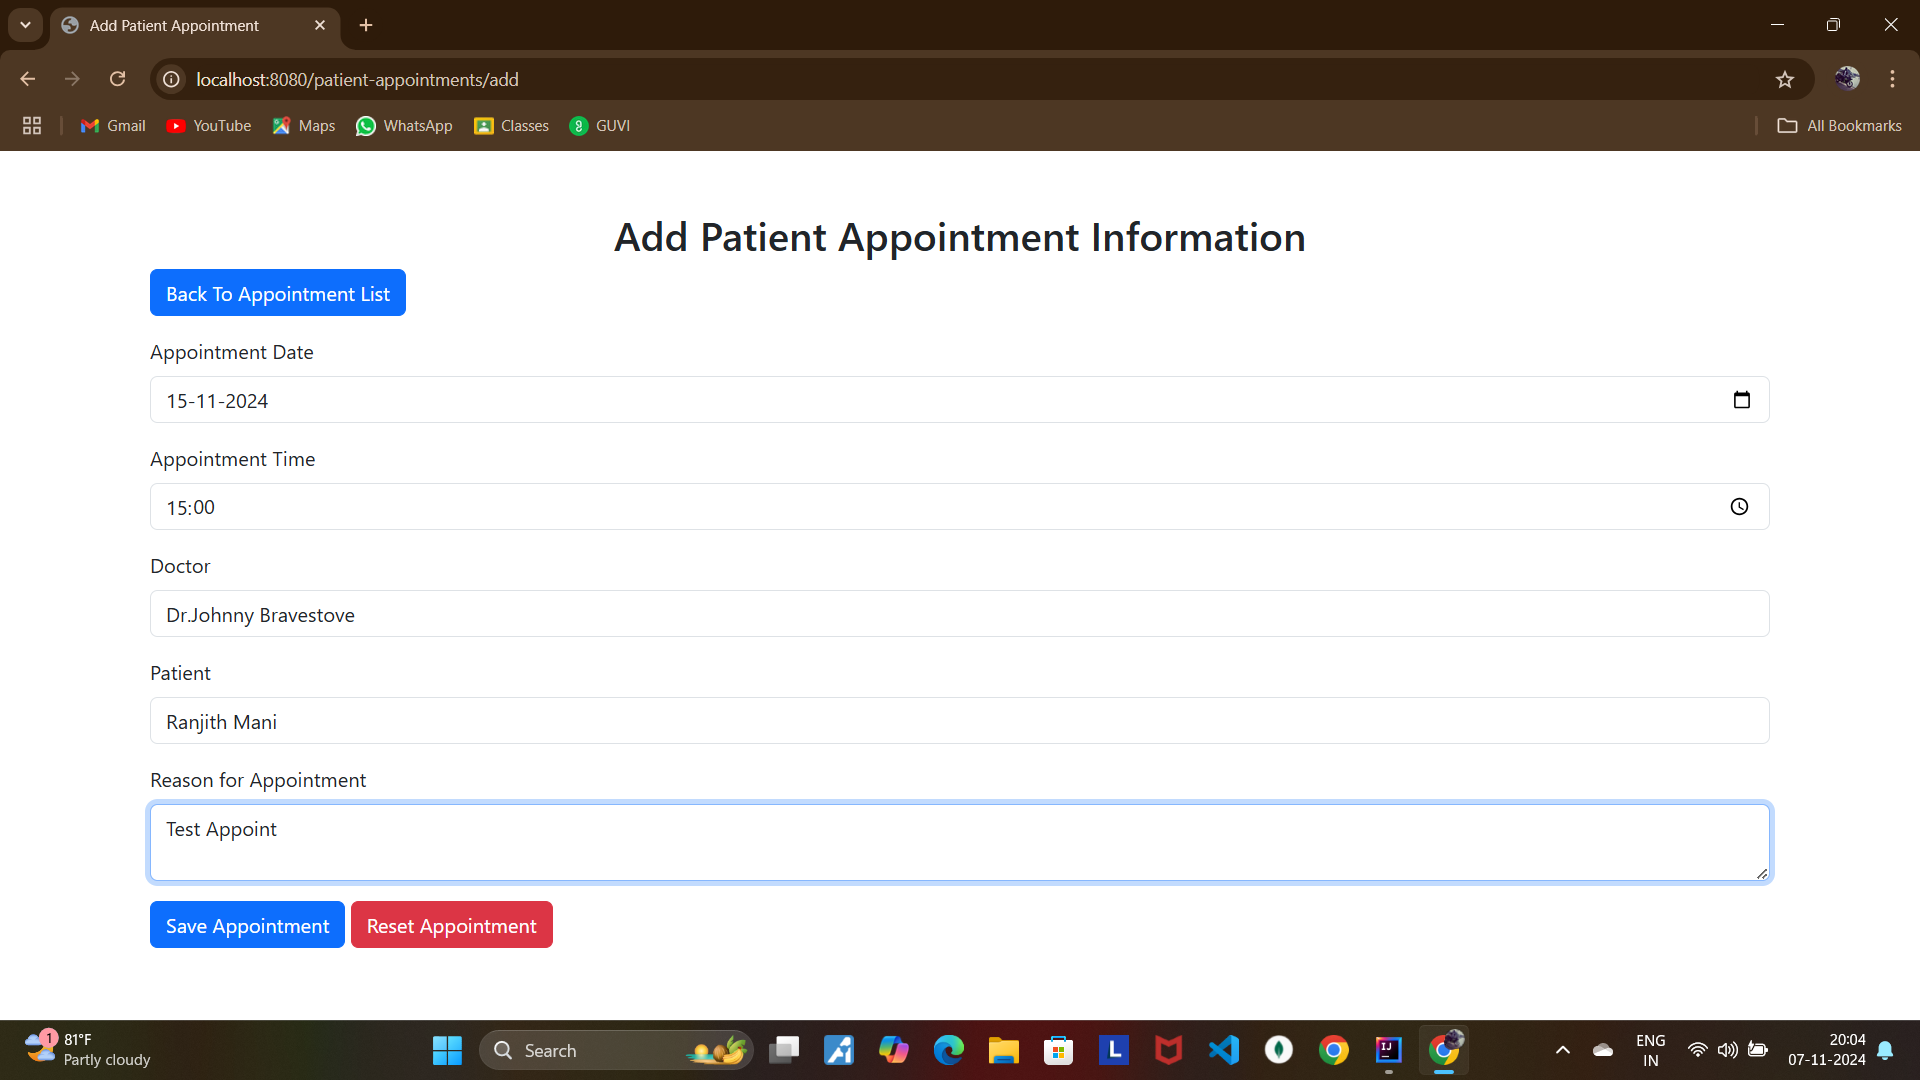 Add Patient Appointment
localhost:8080/patient-appointments/add
Gmail
YouTube
Maps
WhatsApp
Classes
GUVI
All Bookmarks
Add Patient Appointment Information
Back To Appointment List
Appointment Date
15-11-2024
Appointment Time
15:00
Doctor
Dr.Johnny Bravestove
Patient
Ranjith Mani
Reason for Appointment
Test Appoint
Save Appointment
Reset Appointment
1
81°F
Partly cloudy
Search
L
IJ
ENG
IN
20:04
07-11-2024